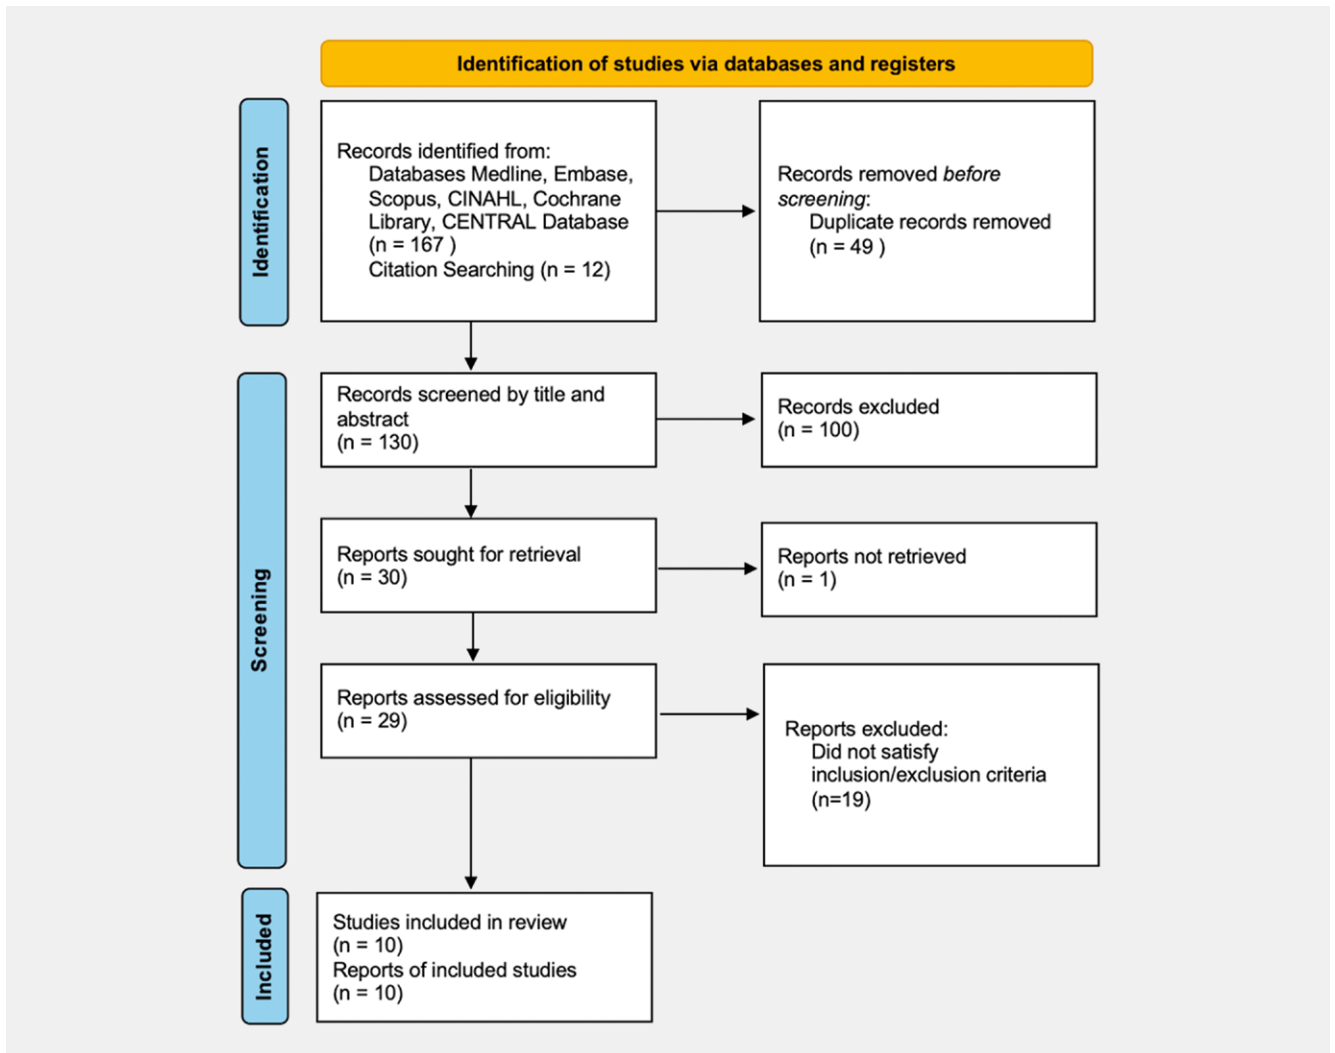 Identification of studies via databases and registers
Identification
Records identified from:
Databases Medline, Embase,
Scopus, CINAHL, Cochrane
Library, CENTRAL Database
(n = 167 )
Citation Searching (n = 12)
Records removed before
screening:
Duplicate records removed
(n = 49 )
Screening
Records screened by title and
abstract
(n = 130)
Records excluded
(n = 100)
Reports sought for retrieval
(n = 30)
Reports not retrieved
(n = 1)
Reports assessed for eligibility
(n = 29)
Reports excluded:
Did not satisfy
inclusion/exclusion criteria
(n=19)
Included
Studies included in review
(n = 10)
Reports of included studies
(n = 10)